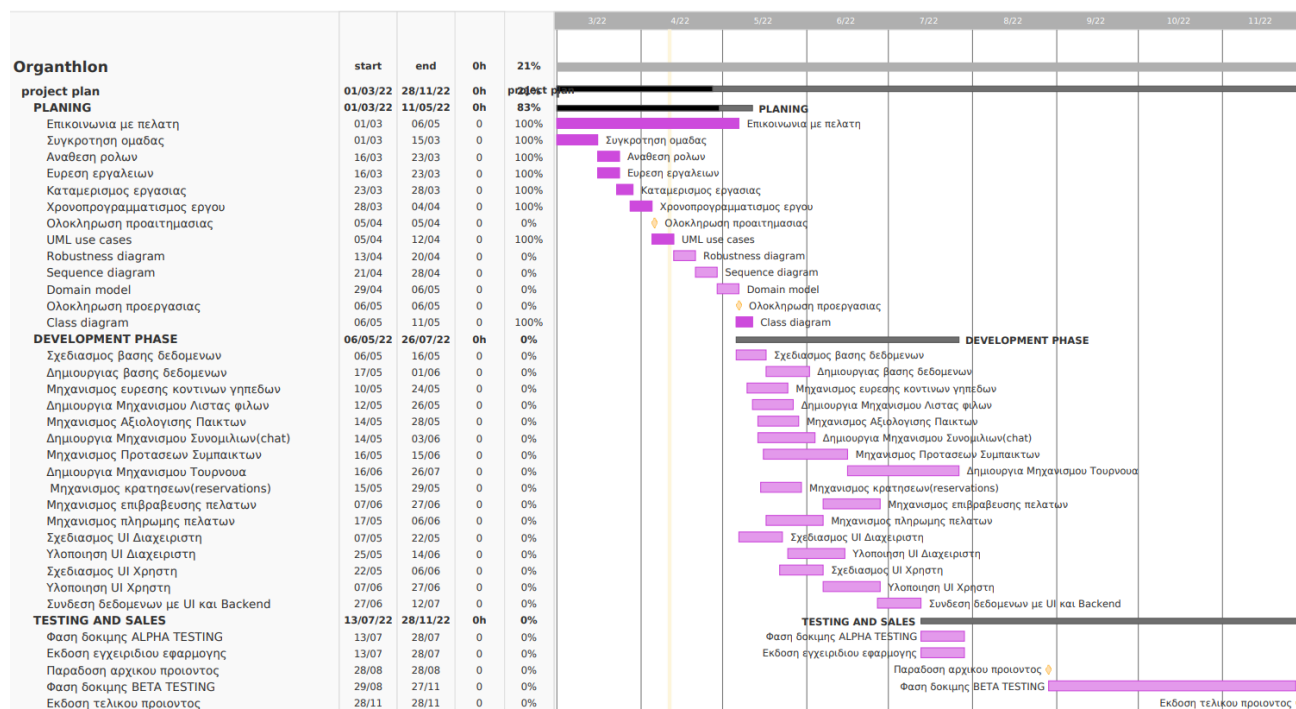 3/22 4/22 5/22 6/22 7/22 8/22 9/22 10/22 11/22
Organthlon start end 0h 21%
project plan 01/03/22 28/11/22 0h 21% project plan
PLANING 01/03/22 11/05/22 0h 83% PLANING
Επικοινωνια με πελατη 01/03 06/05 0 100% Επικοινωνια με πελατη
Συγκροτηση ομαδας 01/03 15/03 0 100% Συγκροτηση ομαδας
Αναθεση ρολων 16/03 23/03 0 100% Αναθεση ρολων
Ευρεση εργαλειων 16/03 23/03 0 100% Ευρεση εργαλειων
Καταμερισμος εργασιας 23/03 28/03 0 100% Καταμερισμος εργασιας
Χρονοπρογραμματισμος εργου 28/03 04/04 0 100% Χρονοπρογραμματισμος εργου
Ολοκληρωση προαιτημασιας 05/04 05/04 0 0% Ολοκληρωση προαιτημασιας
UML use cases 05/04 12/04 0 100% UML use cases
Robustness diagram 13/04 20/04 0 0% Robustness diagram
Sequence diagram 21/04 28/04 0 0% Sequence diagram
Domain model 29/04 06/05 0 0% Domain model
Ολοκληρωση προεργασιας 06/05 06/05 0 0% Ολοκληρωση προεργασιας
Class diagram 06/05 11/05 0 100% Class diagram
DEVELOPMENT PHASE 06/05/22 26/07/22 0h 0% DEVELOPMENT PHASE
Σχεδιασμος βασης δεδομενων 06/05 16/05 0 0% Σχεδιασμος βασης δεδομενων
Δημιουργιας βασης δεδομενων 17/05 01/06 0 0% Δημιουργιας βασης δεδομενων
Μηχανισμος ευρεσης κοντινων γηπεδων 10/05 24/05 0 0% Μηχανισμος ευρεσης κοντινων γηπεδων
Δημιουργια Μηχανισμου Λιστας φιλων 12/05 26/05 0 0% Δημιουργια Μηχανισμου Λιστας φιλων
Μηχανισμος Αξιολογισης Παικτων 14/05 28/05 0 0% Μηχανισμος Αξιολογισης Παικτων
Δημιουργια Μηχανισμου Συνομιλιων(chat) 14/05 03/06 0 0% Δημιουργια Μηχανισμου Συνομιλιων(chat)
Μηχανισμος Προτασεων Συμπαικτων 16/05 15/06 0 0% Μηχανισμος Προτασεων Συμπαικτων
Δημιουργια Μηχανισμου Τουρνουα 16/06 26/07 0 0% Δημιουργια Μηχανισμου Τουρνουα
Μηχανισμος κρατησεων(reservations) 15/05 29/05 0 0% Μηχανισμος κρατησεων(reservations)
Μηχανισμος επιβραβευσης πελατων 07/06 27/06 0 0% Μηχανισμος επιβραβευσης πελατων
Μηχανισμος πληρωμης πελατων 17/05 06/06 0 0% Μηχανισμος πληρωμης πελατων
Σχεδιασμος UI Διαχειριστη 07/05 22/05 0 0% Σχεδιασμος UI Διαχειριστη
Υλοποιηση UI Διαχειριστη 25/05 14/06 0 0% Υλοποιηση UI Διαχειριστη
Σχεδιασμος UI Χρηστη 22/05 06/06 0 0% Σχεδιασμος UI Χρηστη
Υλοποιηση UI Χρηστη 07/06 27/06 0 0% Υλοποιηση UI Χρηστη
Συνδεση δεδομενων με UI και Backend 27/06 12/07 0 0% Συνδεση δεδομενων με UI και Backend
TESTING AND SALES 13/07/22 28/11/22 0h 0% TESTING AND SALES
Φαση δοκιμης ALPHA TESTING 13/07 28/07 0 0% Φαση δοκιμης ALPHA TESTING
Εκδοση εγχειριδιου εφαρμογης 13/07 28/07 0 0% Εκδοση εγχειριδιου εφαρμογης
Παραδοση αρχικου προιοντος 28/08 28/08 0 0% Παραδοση αρχικου προιοντος
Φαση δοκιμης BETA TESTING 29/08 27/11 0 0% Φαση δοκιμης BETA TESTING
Εκδοση τελικου προιοντος 28/11 28/11 0 0% Εκδοση τελικου προιοντος